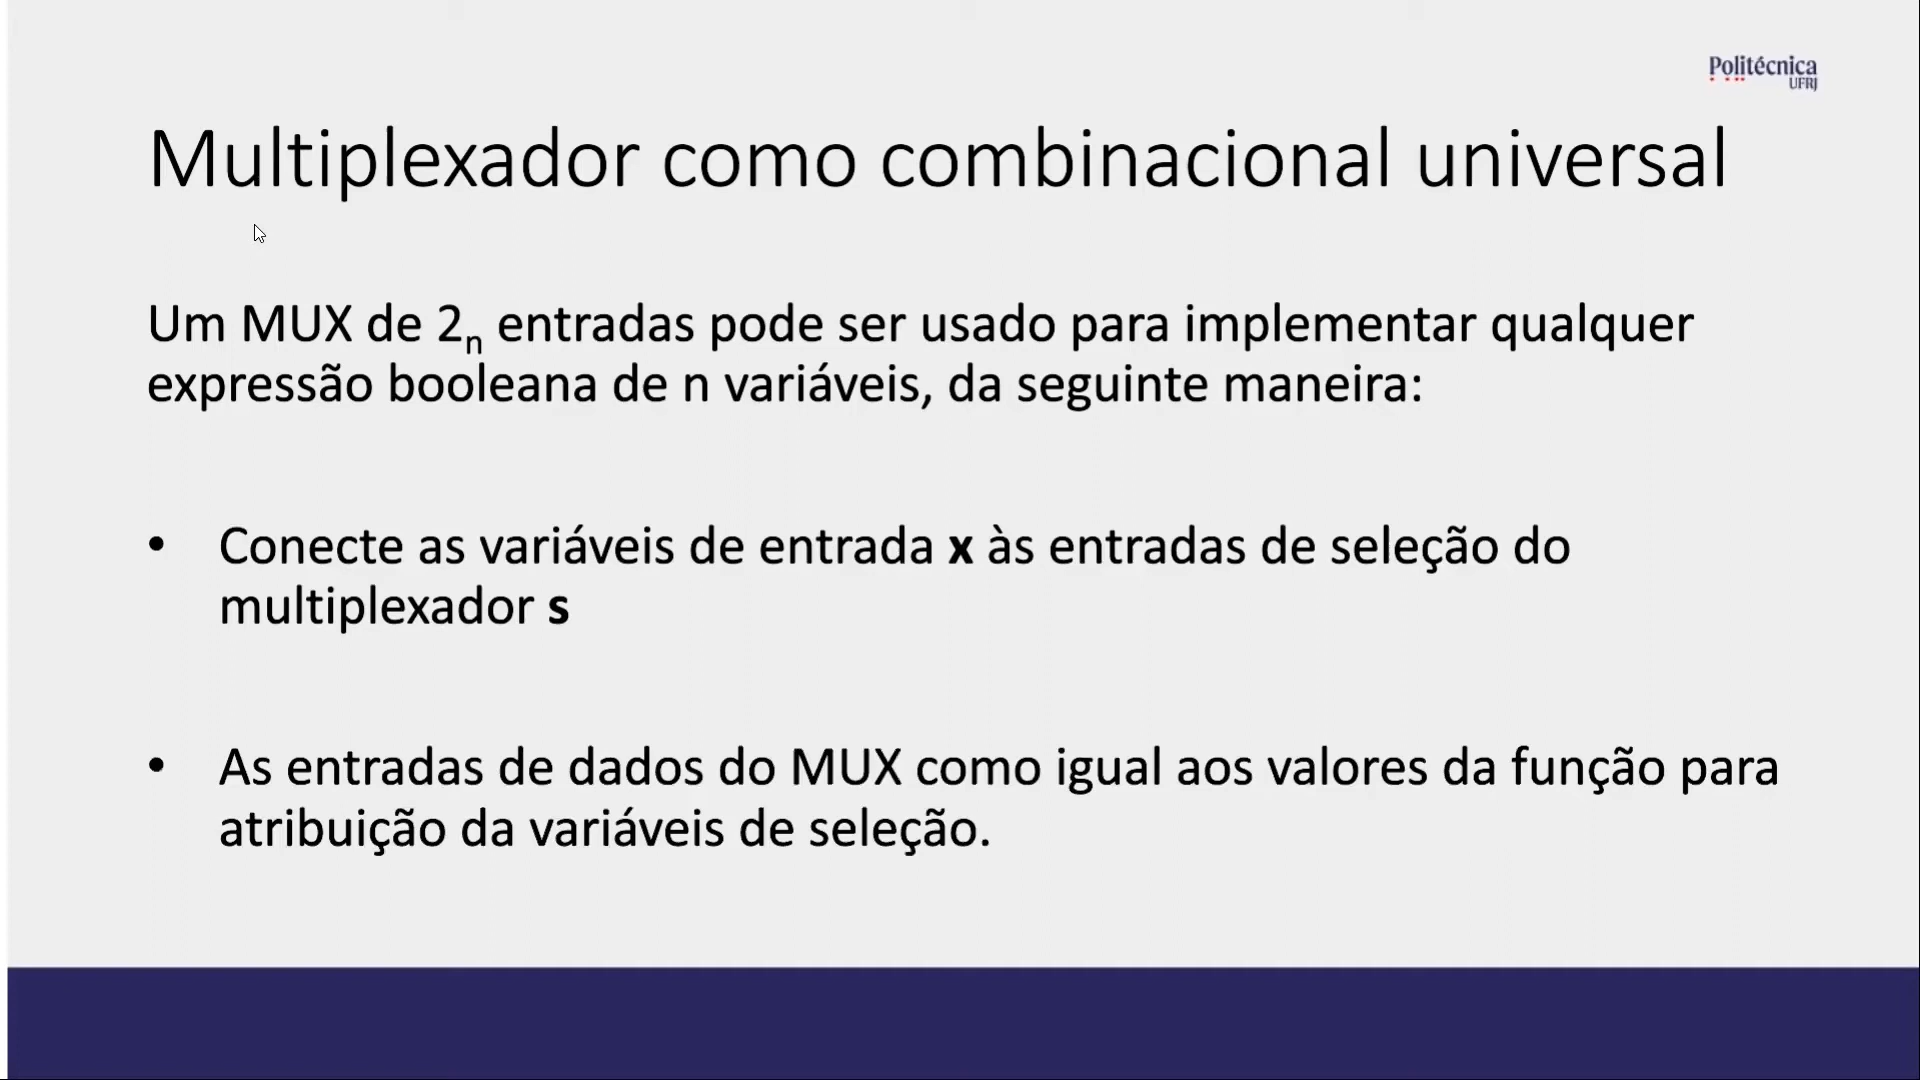 Politécnica
UFRJ
Multiplexador como combinacional universal
Um MUX de 2n entradas pode ser usado para implementar qualquer
expressão booleana de n variáveis, da seguinte maneira:
• Conecte as variáveis de entrada x às entradas de seleção do
multiplexador s
• As entradas de dados do MUX como igual aos valores da função para
atribuição da variáveis de seleção.